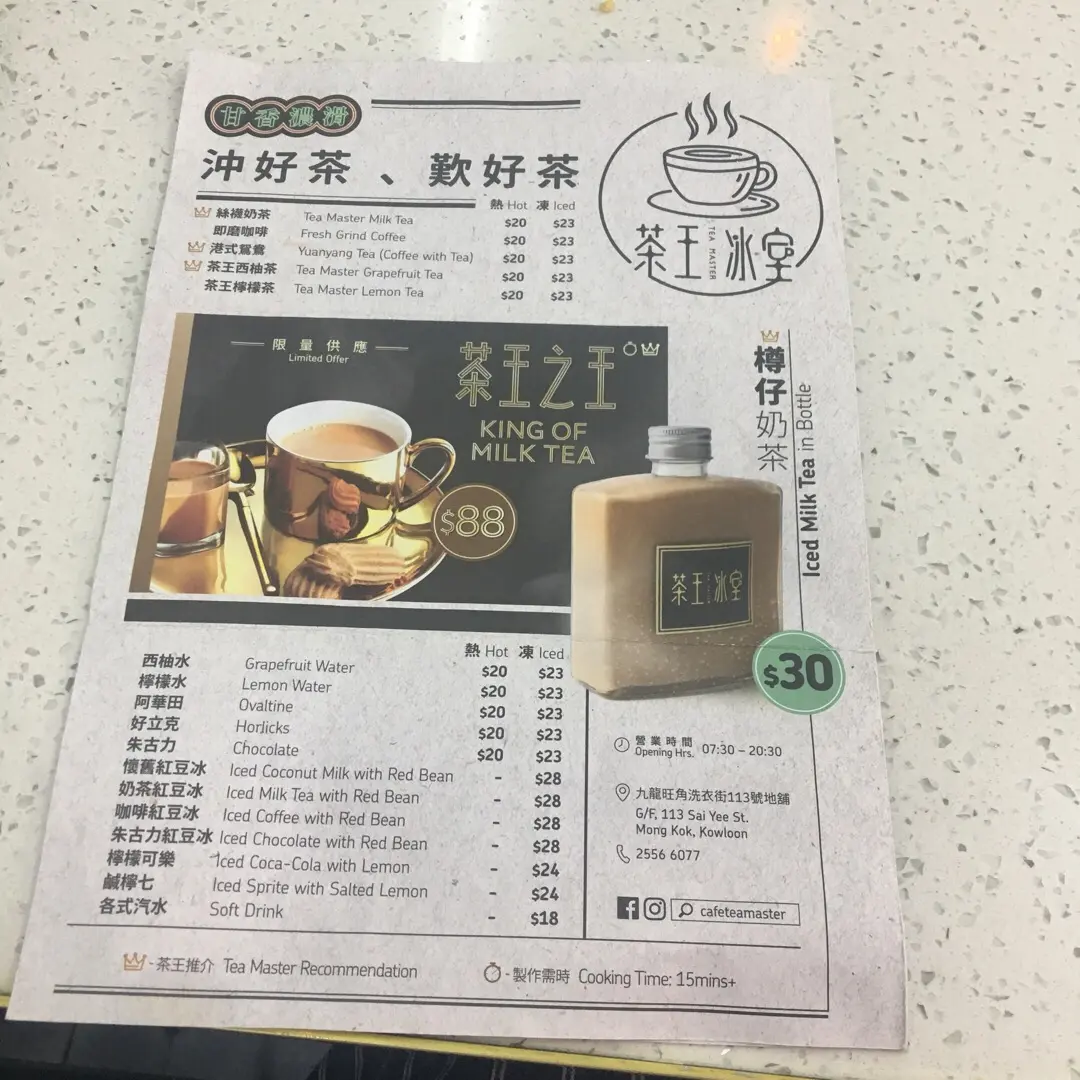 甘香濃滑
沖好茶、歎好茶
熱 Hot 凍 Iced
絲襪奶茶 Tea Master Milk Tea $20 $23
即磨咖啡 Fresh Grind Coffee $20 $23
港式鴛鴦 Yuanyang Tea (Coffee with Tea) $20 $23
茶王西柚茶 Tea Master Grapefruit Tea $20 $23
茶王檸檬茶 Tea Master Lemon Tea $20 $23
茶王冰室
TEA MASTER
限量供應
Limited Offer
茶王之王
KING OF
MILK TEA
$88
樽仔奶茶
Iced Milk Tea in Bottle
茶王冰室
$30
熱 Hot 凍 Iced
西柚水 Grapefruit Water $20 $23
檸檬水 Lemon Water $20 $23
阿華田 Ovaltine $20 $23
好立克 Horlicks $20 $23
朱古力 Chocolate $20 $23
懷舊紅豆冰 Iced Coconut Milk with Red Bean - $28
奶茶紅豆冰 Iced Milk Tea with Red Bean - $28
咖啡紅豆冰 Iced Coffee with Red Bean - $28
朱古力紅豆冰 Iced Chocolate with Red Bean - $28
檸檬可樂 Iced Coca-Cola with Lemon - $24
鹹檸七 Iced Sprite with Salted Lemon - $24
各式汽水 Soft Drink - $18
營業時間
Opening Hrs. 07:30 – 20:30
九龍旺角洗衣街113號地舖
G/F, 113 Sai Yee St.
Mong Kok, Kowloon
2556 6077
cafeteamaster
- 茶王推介 Tea Master Recommendation
- 製作需時 Cooking Time: 15mins+